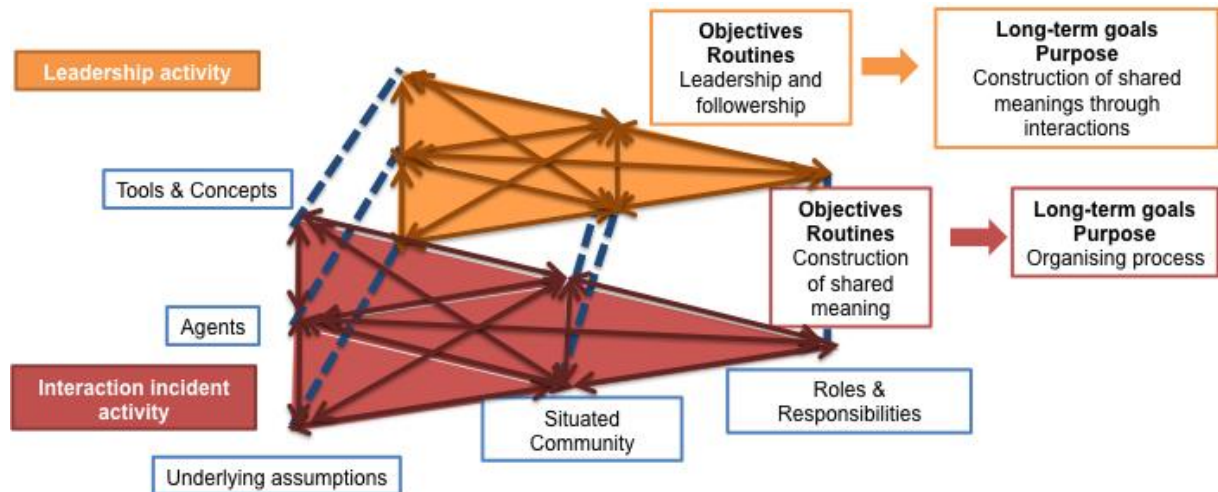 Leadership activity
Objectives
Routines
Leadership and
followership
Long-term goals
Purpose
Construction of shared
meanings through
interactions
Tools & Concepts
Objectives
Routines
Construction
of shared
meaning
Long-term goals
Purpose
Organising process
Agents
Interaction incident
activity
Situated
Community
Roles &
Responsibilities
Underlying assumptions